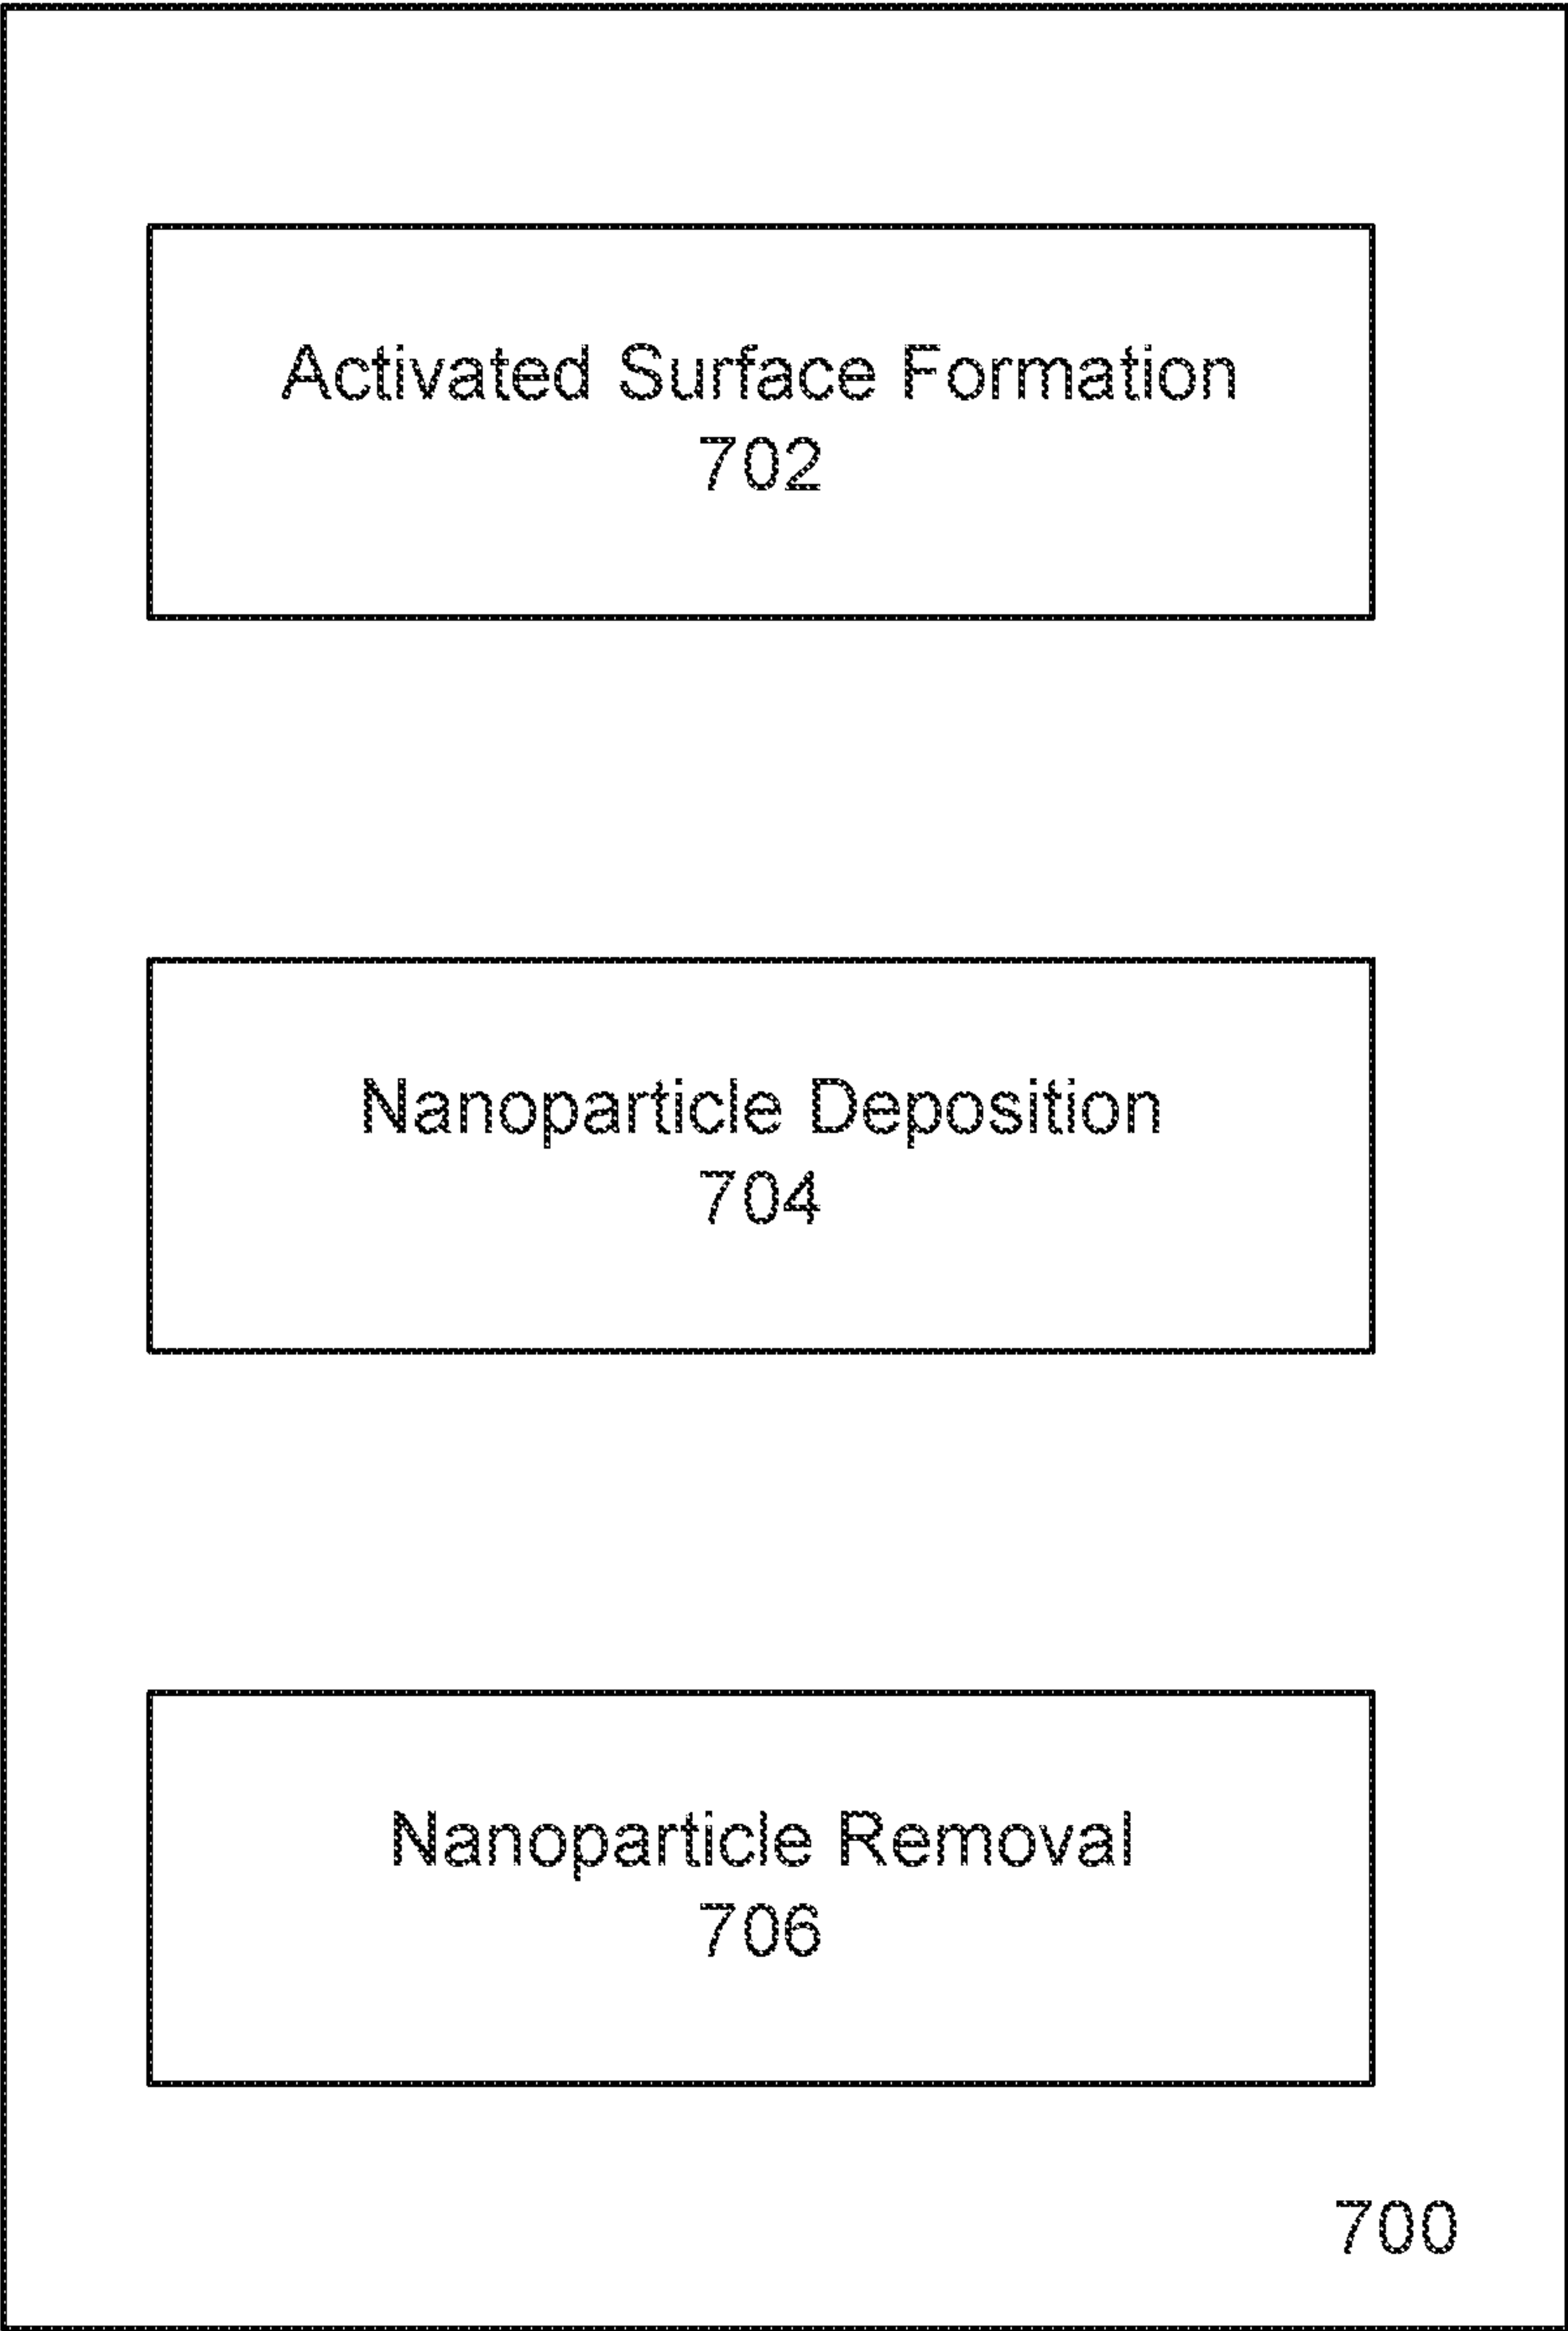 Activated Surface Formation
702
Nanoparticle Deposition
704
Nanoparticle Removal
706
700